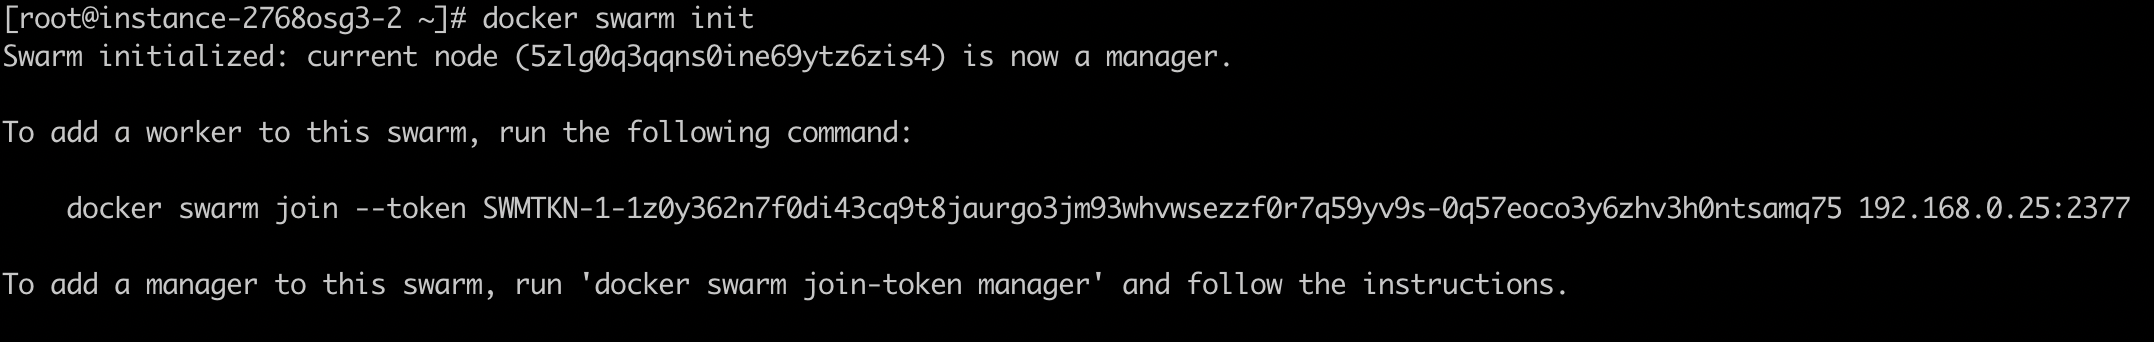 [root@instance-2768osg3-2 ~]# docker swarm init
Swarm initialized: current node (5zlg0q3qqns0ine69ytz6zis4) is now a manager.
To add a worker to this swarm, run the following command:
docker swarm join --token SWMTKN-1-1z0y362n7f0di43cq9t8jaurgo3jm93whvwsezzf0r7q59yv9s-0q57eoco3y6zhv3h0ntsamq75 192.168.0.25:2377
To add a manager to this swarm, run 'docker swarm join-token manager' and follow the instructions.